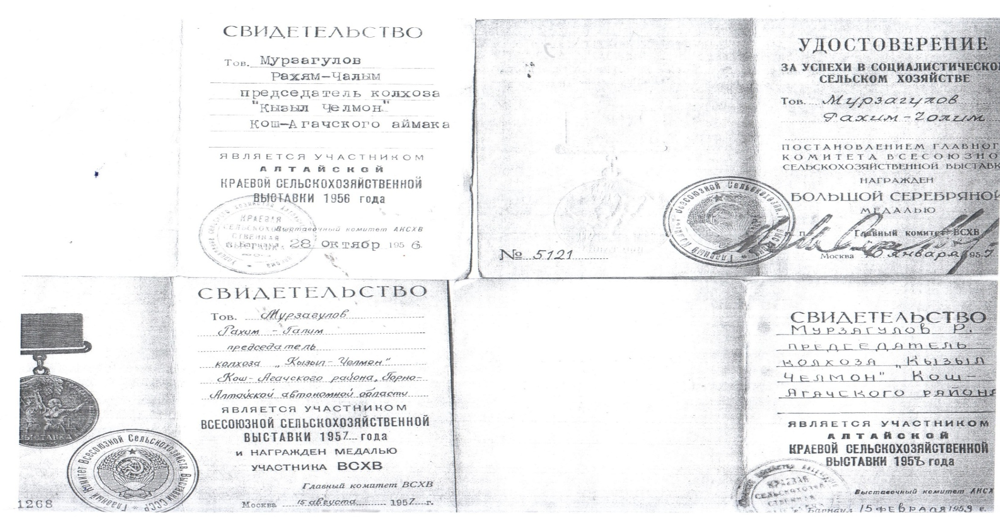 СВИДЕТЕЛЬСТВО
Тов. Мурзагулов
Рахям-Чалым
председатель колхоза
"Кызыл Челмон"
Кош-Агачского аймака
ЯВЛЯЕТСЯ УЧАСТНИКОМ
АЛТАЙСКОЙ
КРАЕВОЙ СЕЛЬСКОХОЗЯЙСТВЕННОЙ
ВЫСТАВКИ 1956 года
КРАЕВАЯ
СЕЛЬСКОХОЗЯЙ
СТВЕННАЯ
ВЫСТАВКА
Выставочный комитет АКСХВ
г. Барнаул 28 октябр 1956
УДОСТОВЕРЕНИЕ
ЗА УСПЕХИ В СОЦИАЛИСТИЧЕСКО
СЕЛЬСКОМ ХОЗЯЙСТВЕ
Тов. Мурзагулов
Рахим-Чолим
ПОСТАНОВЛЕНИЕМ ГЛАВНОГ
КОМИТЕТА ВСЕСОЮЗНО
СЕЛЬСКОХОЗЯЙСТВЕННОЙ ВЫСТАВК
НАГРАЖДЕН
БОЛЬШОЙ СЕРЕБРЯНОЙ
МЕДАЛЬЮ
Главный комитет ВСХВ
Москва 10 января 1957
№ 5121
СВИДЕТЕЛЬСТВО
Тов. Мурзагулов
Рахим - Галим
председатель
колхоза „Кызыл-Челмон"
Кош-Агачского района, Горно-
Алтайской автономной области
ЯВЛЯЕТСЯ УЧАСТНИКОМ
ВСЕСОЮЗНОЙ СЕЛЬСКОХОЗЯЙСТВЕННОЙ
ВЫСТАВКИ 1957 года
и НАГРАЖДЕН МЕДАЛЬЮ
УЧАСТНИКА ВСХВ
Главный комитет ВСХВ
Москва 15 августа 1957 г.
Главный Комитет Всесоюзной Сельскохозяйств. Выставки СССР
1268
СВИДЕТЕЛЬСТВО
МУРЗАГУЛОВ Р.
ПРЕДСЕДАТЕЛЬ
КОЛХОЗА „КЫЗЫЛ
ЧЕЛМОН" КОШ-
АГАЧСКОГО РАЙОНА
ЯВЛЯЕТСЯ УЧАСТНИКОМ
АЛТАЙСКОЙ
КРАЕВОЙ СЕЛЬСКОХОЗЯЙСТВЕННОЙ
ВЫСТАВКИ 1958 года
КРАЕВАЯ
СЕЛЬСКОХОЗЯЙ
СТВЕННАЯ
Выставочный комитет АКСХ
г. Барнаул 15 ФЕВРАЛЯ 1959 г.